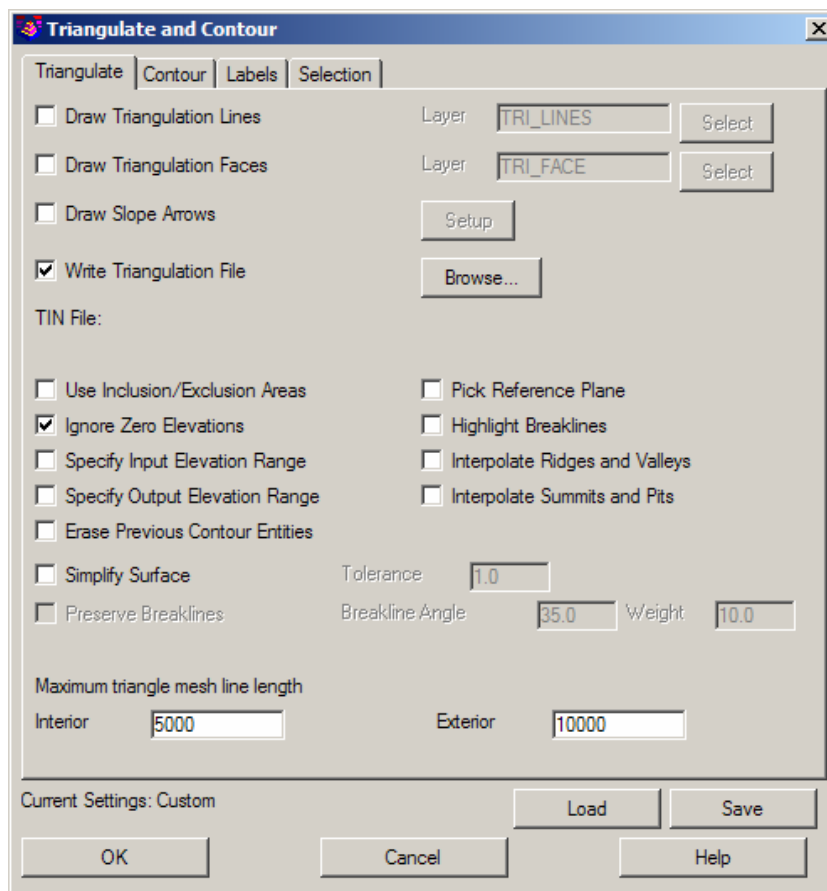 Triangulate and Contour
Triangulate Contour Labels Selection
Draw Triangulation Lines Layer TRI_LINES Select
Draw Triangulation Faces Layer TRI_FACE Select
Draw Slope Arrows Setup
Write Triangulation File Browse...
TIN File:
Use Inclusion/Exclusion Areas Pick Reference Plane
Ignore Zero Elevations Highlight Breaklines
Specify Input Elevation Range Interpolate Ridges and Valleys
Specify Output Elevation Range Interpolate Summits and Pits
Erase Previous Contour Entities
Simplify Surface Tolerance 1.0
Preserve Breaklines Breakline Angle 35.0 Weight 10.0
Maximum triangle mesh line length
Interior 5000 Exterior 10000
Current Settings: Custom Load Save
OK Cancel Help